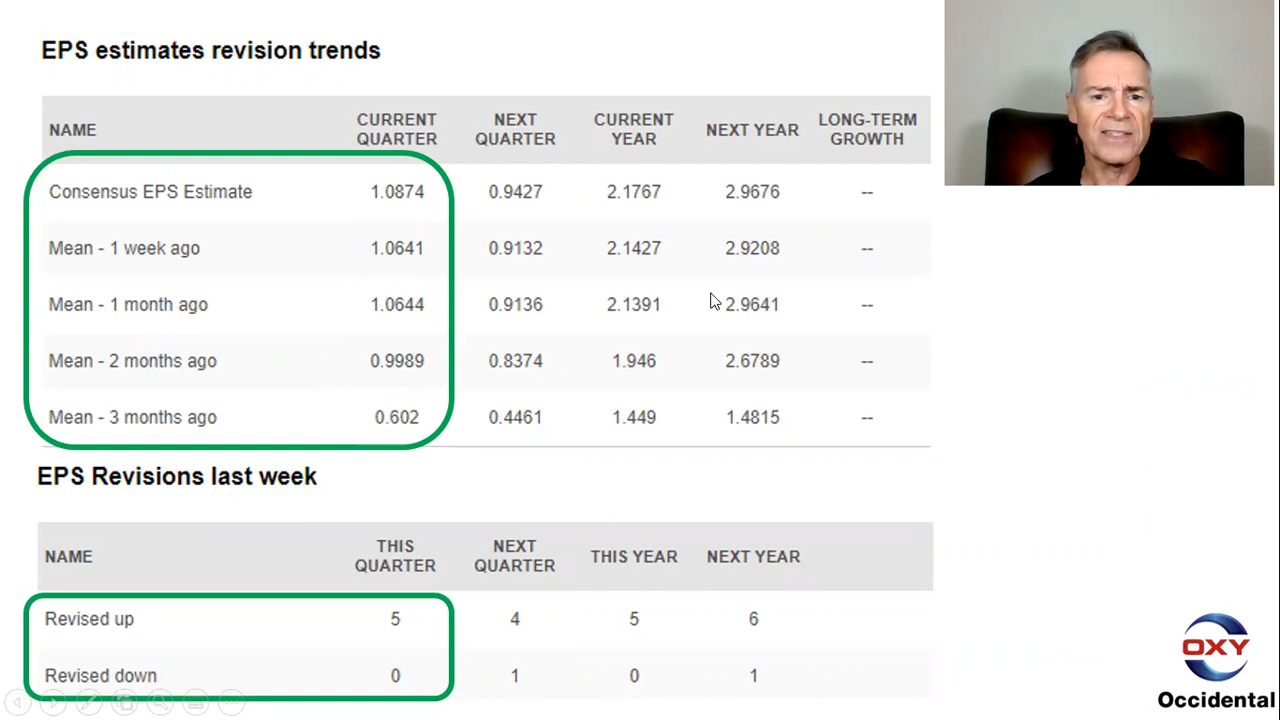 EPS estimates revision trends
NAME CURRENT QUARTER NEXT QUARTER CURRENT YEAR NEXT YEAR LONG-TERM GROWTH
Consensus EPS Estimate 1.0874 0.9427 2.1767 2.9676 --
Mean - 1 week ago 1.0641 0.9132 2.1427 2.9208 --
Mean - 1 month ago 1.0644 0.9136 2.1391 2.9641 --
Mean - 2 months ago 0.9989 0.8374 1.946 2.6789 --
Mean - 3 months ago 0.602 0.4461 1.449 1.4815 --
EPS Revisions last week
NAME THIS QUARTER NEXT QUARTER THIS YEAR NEXT YEAR
Revised up 5 4 5 6
Revised down 0 1 0 1
OXY
Occidental